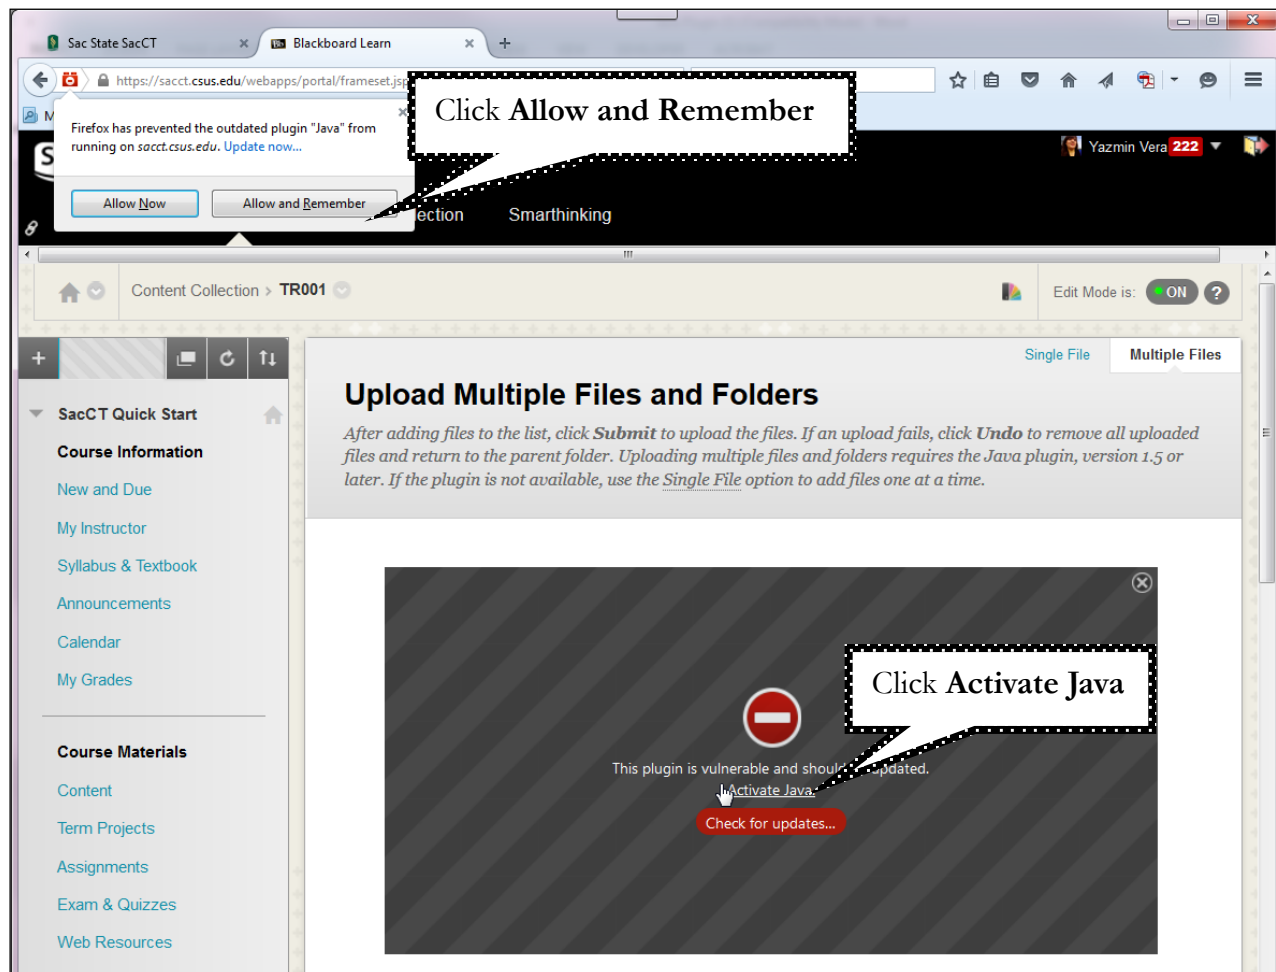 Sac State SacCT
Blackboard Learn
https://sacct.csus.edu/webapps/portal/frameset.jsp
Click Allow and Remember
M
Firefox has prevented the outdated plugin "Java" from
running on sacct.csus.edu. Update now...
Allow Now
Allow and Remember
S
Yazmin Vera 222
ection
Smarthinking
Content Collection > TR001
Edit Mode is: ON ?
Single File
Multiple Files
Upload Multiple Files and Folders
After adding files to the list, click Submit to upload the files. If an upload fails, click Undo to remove all uploaded
files and return to the parent folder. Uploading multiple files and folders requires the Java plugin, version 1.5 or
later. If the plugin is not available, use the Single File option to add files one at a time.
SacCT Quick Start
Course Information
New and Due
My Instructor
Syllabus & Textbook
Announcements
Calendar
My Grades
Course Materials
Content
Term Projects
Assignments
Exam & Quizzes
Web Resources
Click Activate Java
This plugin is vulnerable and should updated.
Activate Java.
Check for updates...